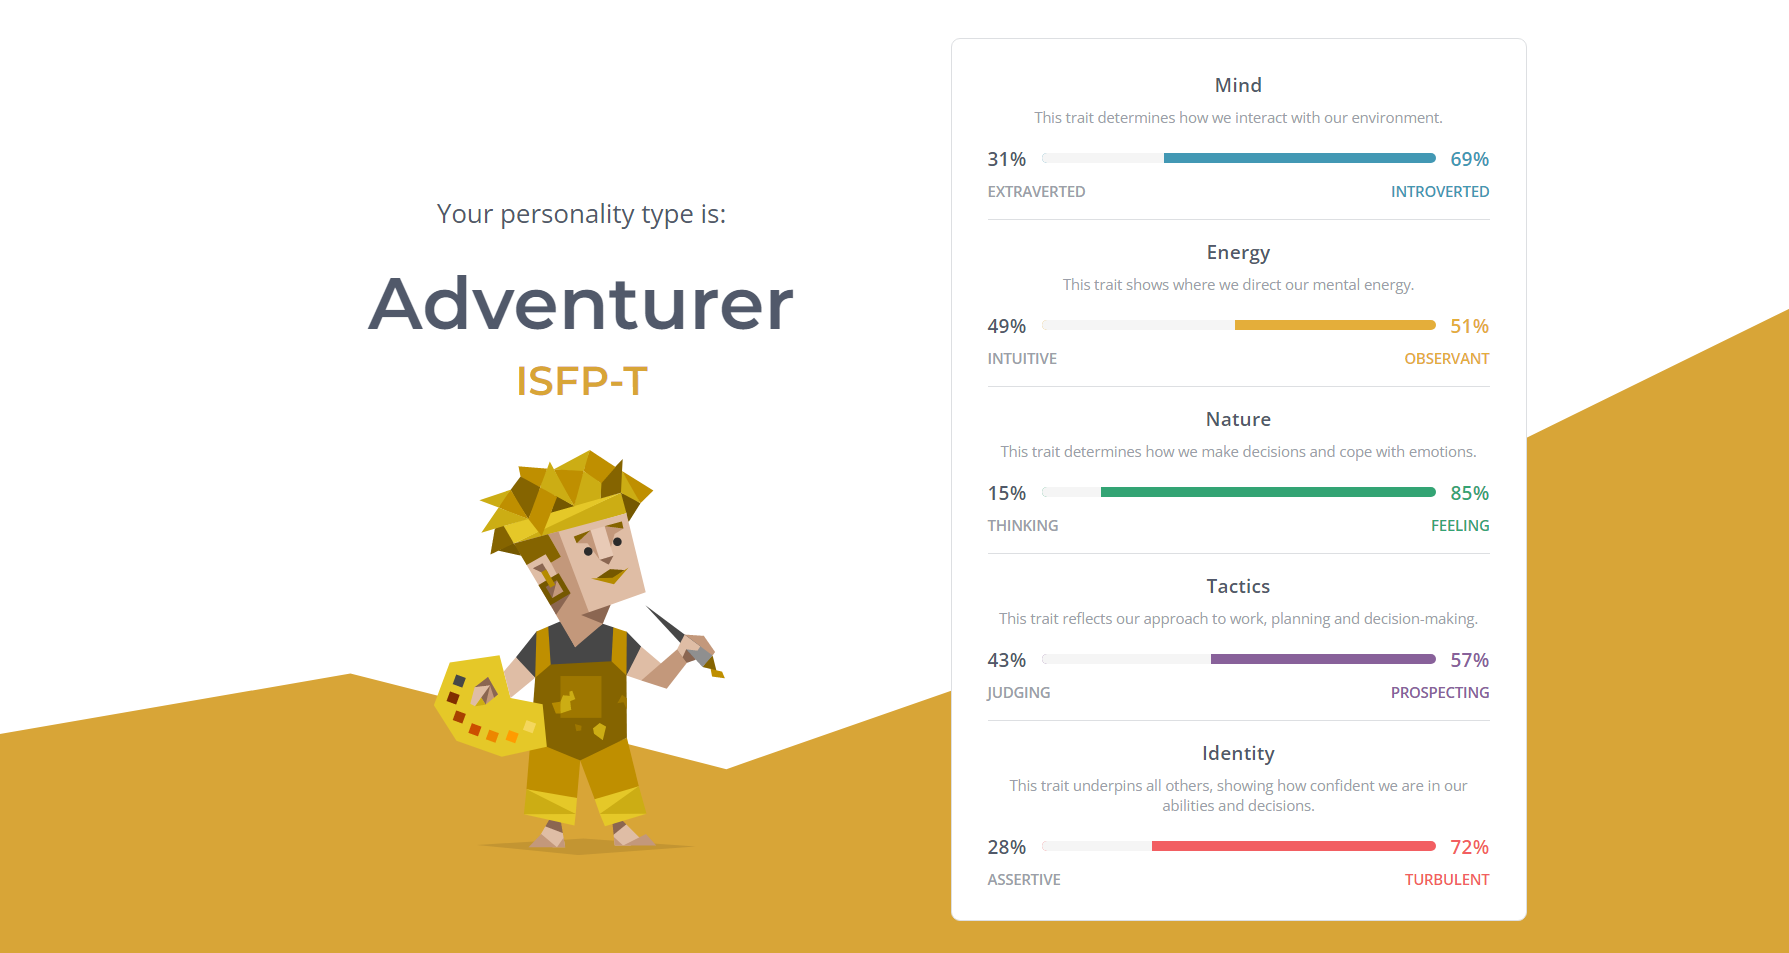 Your personality type is:
Adventurer
ISFP-T
Mind
This trait determines how we interact with our environment.
31% 69%
EXTRAVERTED INTROVERTED
Energy
This trait shows where we direct our mental energy.
49% 51%
INTUITIVE OBSERVANT
Nature
This trait determines how we make decisions and cope with emotions.
15% 85%
THINKING FEELING
Tactics
This trait reflects our approach to work, planning and decision-making.
43% 57%
JUDGING PROSPECTING
Identity
This trait underpins all others, showing how confident we are in our
abilities and decisions.
28% 72%
ASSERTIVE TURBULENT